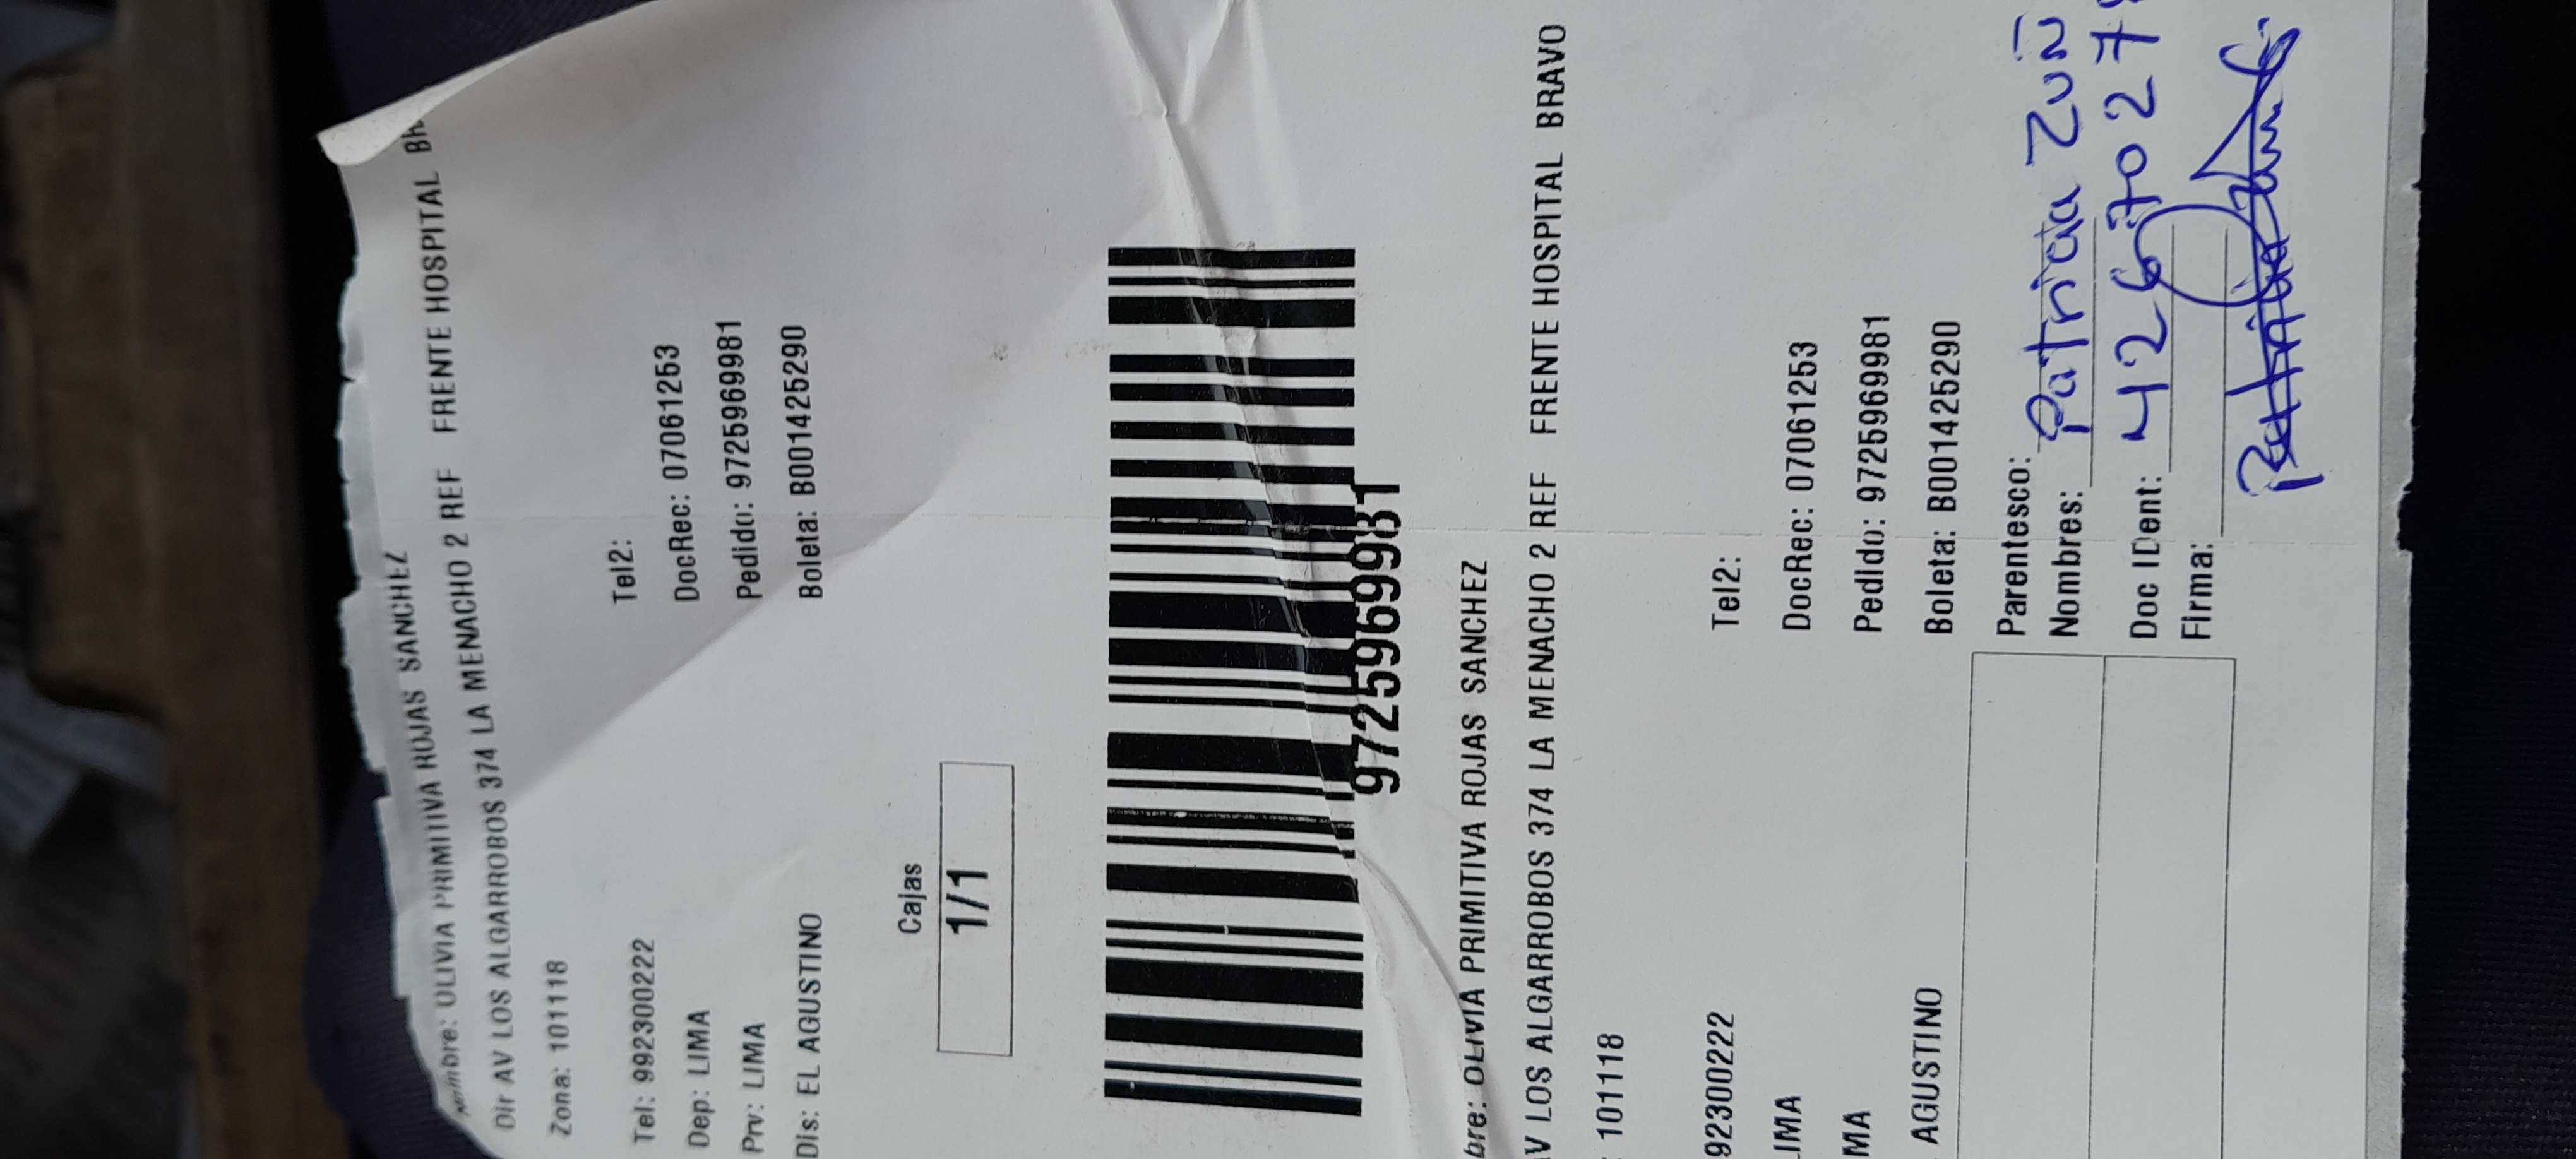 Nombre: OLIVIA PRIMITIVA ROJAS SANCHEZ
Dir AV LOS ALGARROBOS 374 LA MENACHO 2 REF FRENTE HOSPITAL
Zona: 101118
Tel: 992300222 Tel2:
Dep: LIMA DocRec: 07061253
Prv: LIMA Pedido: 9725969981
Dis: EL AGUSTINO Boleta: B001425290
Cajas
1/1
9725969981
bre: OLIVIA PRIMITIVA ROJAS SANCHEZ
V LOS ALGARROBOS 374 LA MENACHO 2 REF FRENTE HOSPITAL BRAVO
: 101118
92300222 Tel2:
LIMA DocRec: 07061253
MA Pedido: 9725969981
AGUSTINO Boleta: B001425290
Parentesco:
Nombres: Patricia Zuñ
Doc IDent: 4267027
Firma: